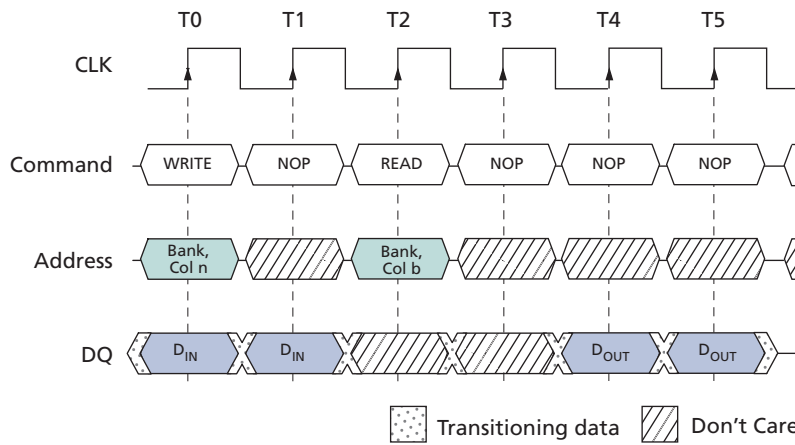 T0 T1 T2 T3 T4 T5
CLK
Command WRITE NOP READ NOP NOP NOP
Address Bank, Col n Bank, Col b
DQ DIN DIN DOUT DOUT
Transitioning data Don't Care